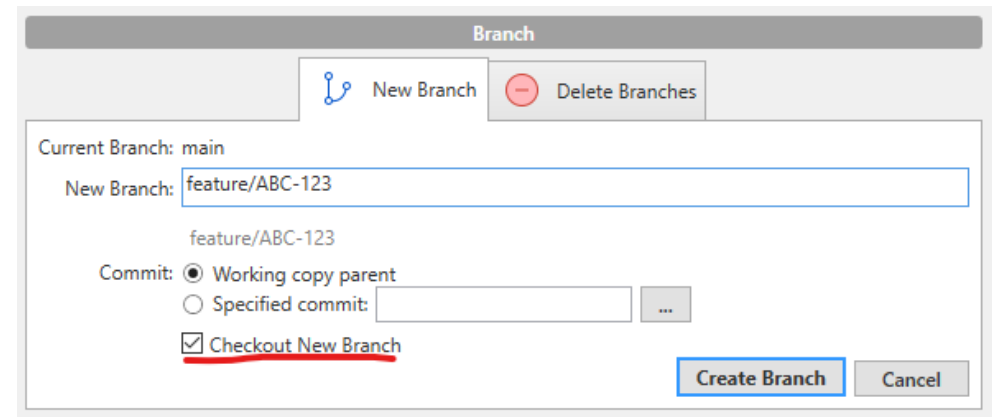 Branch
New Branch Delete Branches
Current Branch: main
New Branch: feature/ABC-123
feature/ABC-123
Commit: Working copy parent
Specified commit: ...
Checkout New Branch
Create Branch Cancel